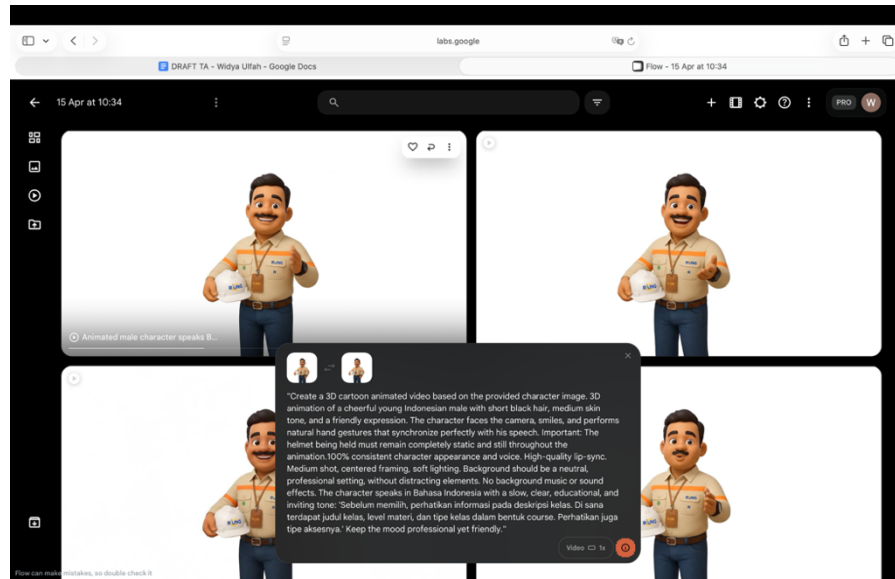 labs.google
DRAFT TA - Widya Ulfah - Google Docs
Flow - 15 Apr at 10:34
15 Apr at 10:34
PRO
W
Animated male character speaks B...
"Create a 3D cartoon animated video based on the provided character image. 3D
animation of a cheerful young Indonesian male with short black hair, medium skin
tone, and a friendly expression. The character faces the camera, smiles, and performs
natural hand gestures that synchronize perfectly with his speech. Important: The
helmet being held must remain completely static and still throughout the
animation.100% consistent character appearance and voice. High-quality lip-sync.
Medium shot, centered framing, soft lighting. Background should be a neutral,
professional setting, without distracting elements. No background music or sound
effects. The character speaks in Bahasa Indonesia with a slow, clear, educational, and
inviting tone: 'Sebelum memilih, perhatikan informasi pada deskripsi kelas. Di sana
terdapat judul kelas, level materi, dan tipe kelas dalam bentuk course. Perhatikan juga
tipe aksesnya.' Keep the mood professional yet friendly."
Video
1x
Flow can make mistakes, so double check it